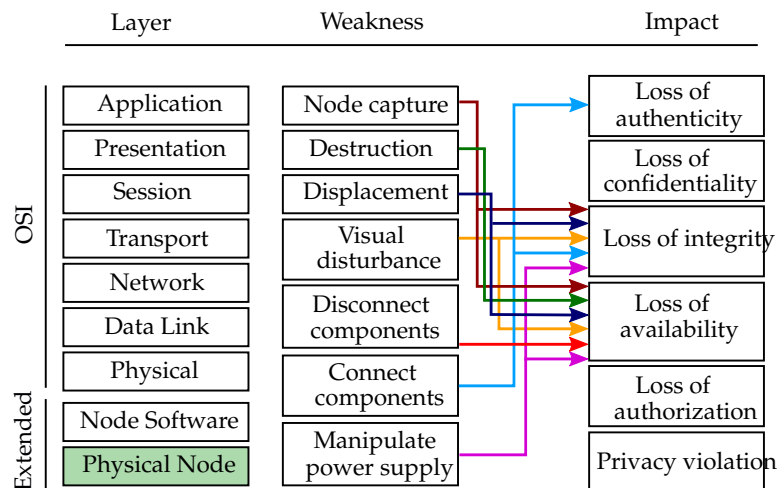 Layer
Weakness
Impact
OSI
Extended
Application
Presentation
Session
Transport
Network
Data Link
Physical
Node Software
Physical Node
Node capture
Destruction
Displacement
Visual
disturbance
Disconnect
components
Connect
components
Manipulate
power supply
Loss of
authenticity
Loss of
confidentiality
Loss of integrity
Loss of
availability
Loss of
authorization
Privacy violation